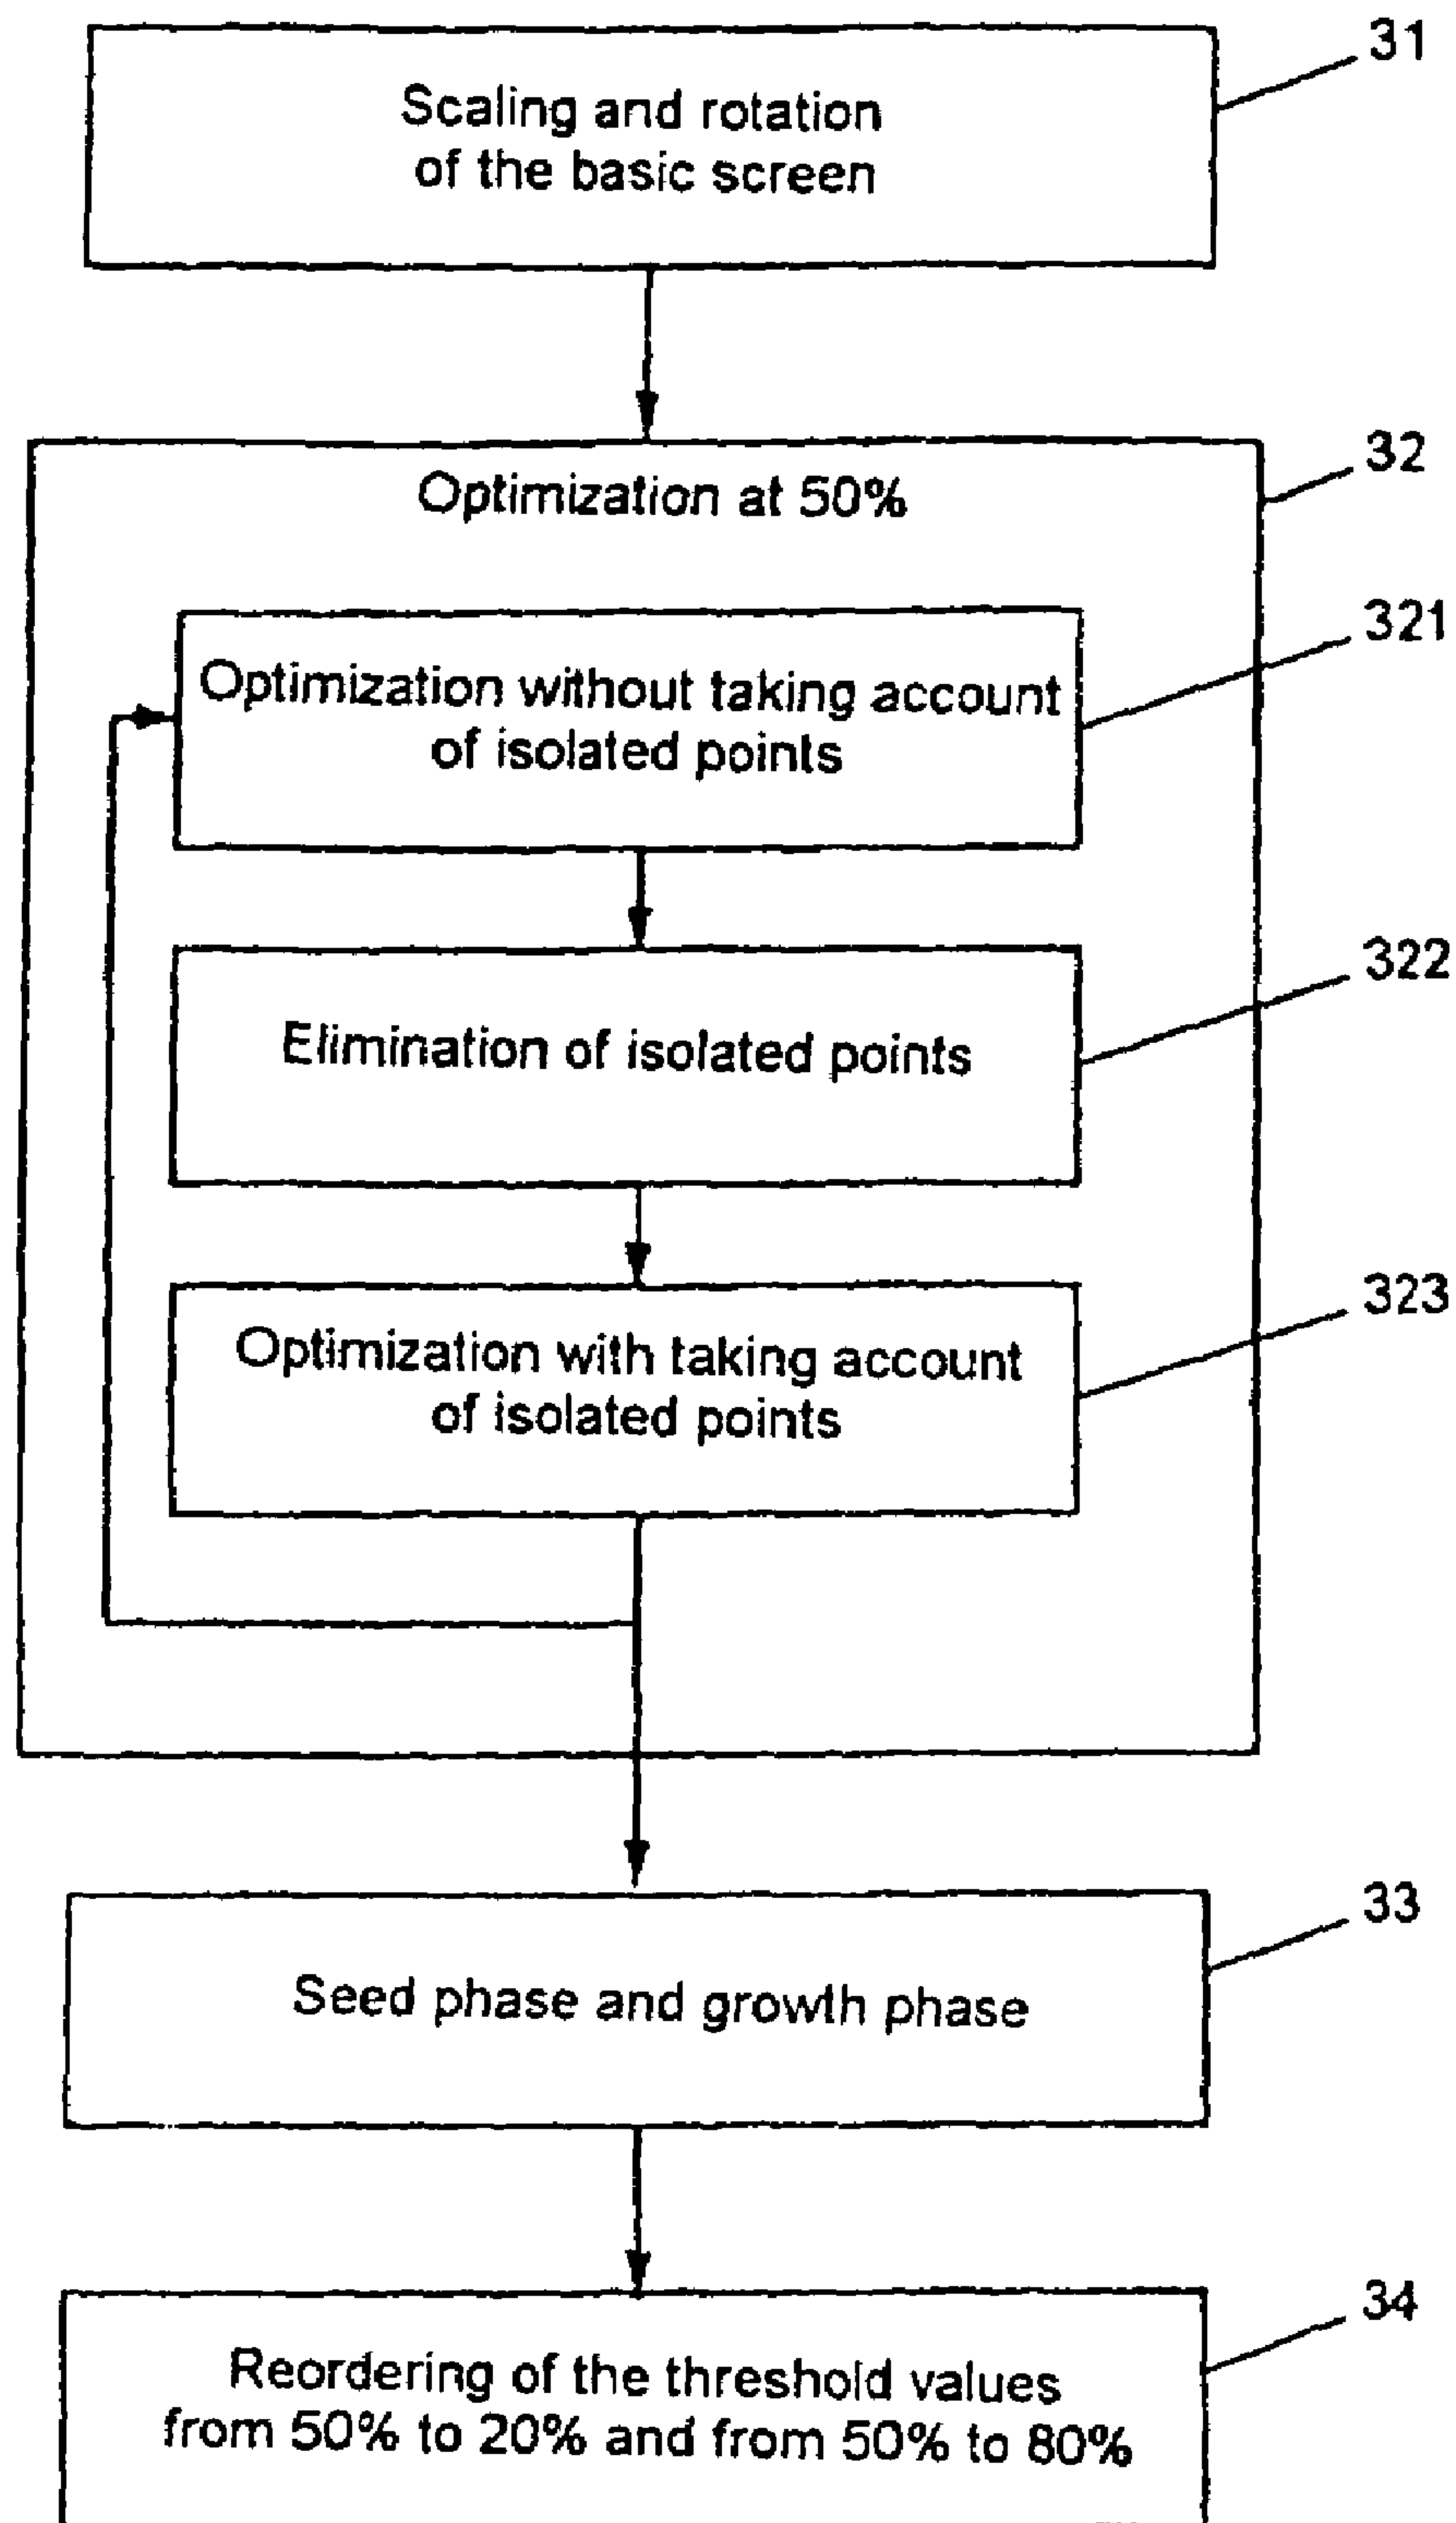 31
Scaling and rotation
of the basic screen
32
Optimization at 50%
321
Optimization without taking account
of isolated points
322
Elimination of isolated points
323
Optimization with taking account
of isolated points
33
Seed phase and growth phase
34
Reordering of the threshold values
from 50% to 20% and from 50% to 80%